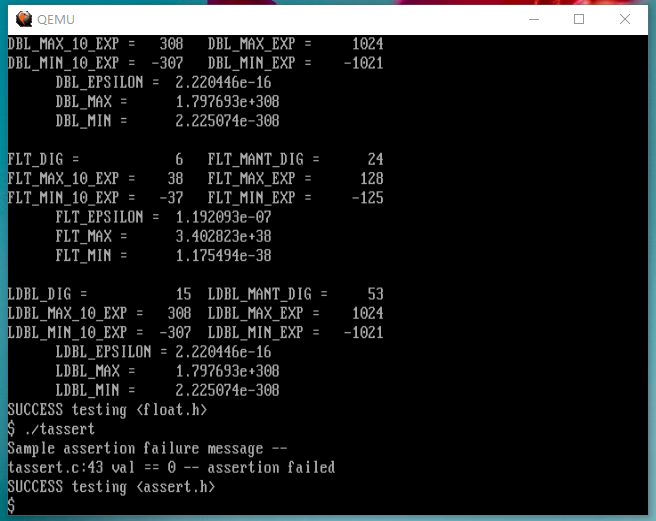 QEMU
DBL_MAX_10_EXP =   308   DBL_MAX_EXP =     1024
DBL_MIN_10_EXP =  -307   DBL_MIN_EXP =    -1021
      DBL_EPSILON =  2.220446e-16
      DBL_MAX =      1.797693e+308
      DBL_MIN =      2.225074e-308
FLT_DIG =            6   FLT_MANT_DIG =      24
FLT_MAX_10_EXP =    38   FLT_MAX_EXP =      128
FLT_MIN_10_EXP =   -37   FLT_MIN_EXP =     -125
      FLT_EPSILON =  1.192093e-07
      FLT_MAX =      3.402823e+38
      FLT_MIN =      1.175494e-38
LDBL_DIG =           15  LDBL_MANT_DIG =     53
LDBL_MAX_10_EXP =   308  LDBL_MAX_EXP =    1024
LDBL_MIN_10_EXP =  -307  LDBL_MIN_EXP =   -1021
      LDBL_EPSILON = 2.220446e-16
      LDBL_MAX =     1.797693e+308
      LDBL_MIN =     2.225074e-308
SUCCESS testing <float.h>
$ ./tassert
Sample assertion failure message --
tassert.c:43 val == 0 -- assertion failed
SUCCESS testing <assert.h>
$